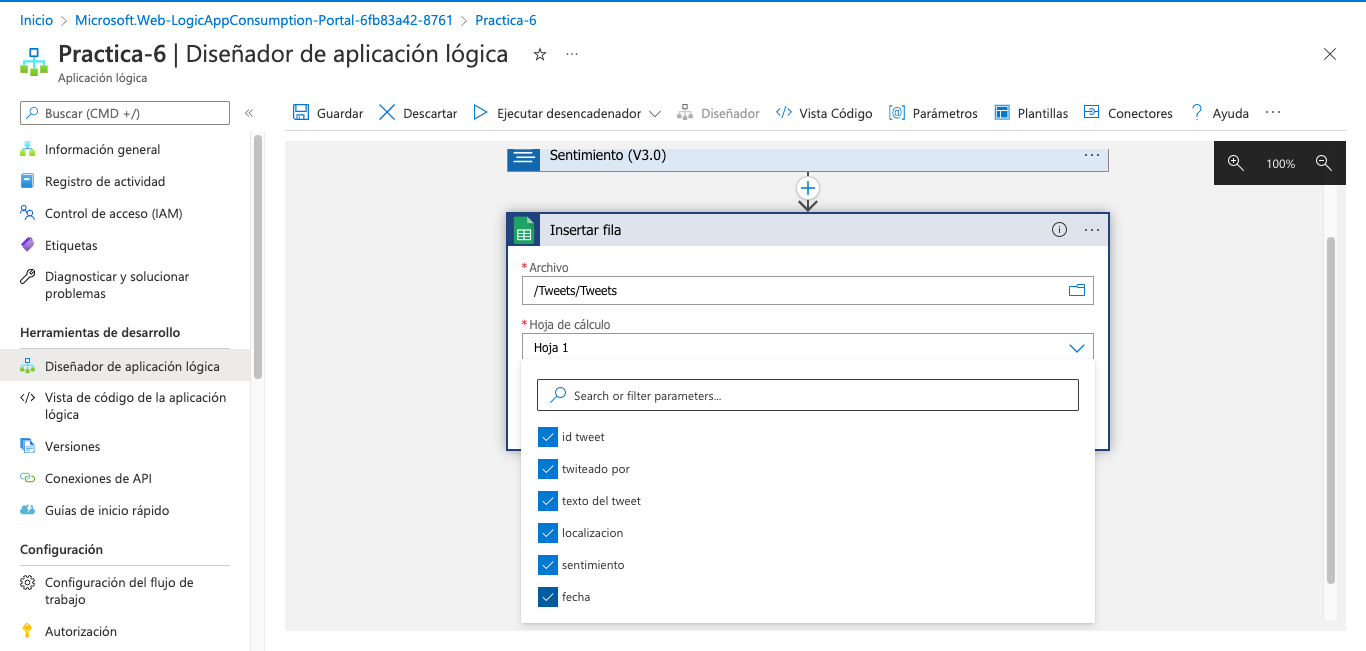 Inicio > Microsoft.Web-LogicAppConsumption-Portal-6fb83a42-8761 > Practica-6
Practica-6 | Diseñador de aplicación lógica
Aplicación lógica
Buscar (CMD +/)
Guardar
Descartar
Ejecutar desencadenador
Diseñador
Vista Código
Parámetros
Plantillas
Conectores
Ayuda
Información general
Registro de actividad
Control de acceso (IAM)
Etiquetas
Diagnosticar y solucionar
problemas
Herramientas de desarrollo
Diseñador de aplicación lógica
Vista de código de la aplicación
lógica
Versiones
Conexiones de API
Guías de inicio rápido
Configuración
Configuración del flujo de
trabajo
Autorización
Sentimiento (V3.0)
100%
Insertar fila
* Archivo
/Tweets/Tweets
* Hoja de cálculo
Hoja 1
Search or filter parameters...
id tweet
twiteado por
texto del tweet
localizacion
sentimiento
fecha